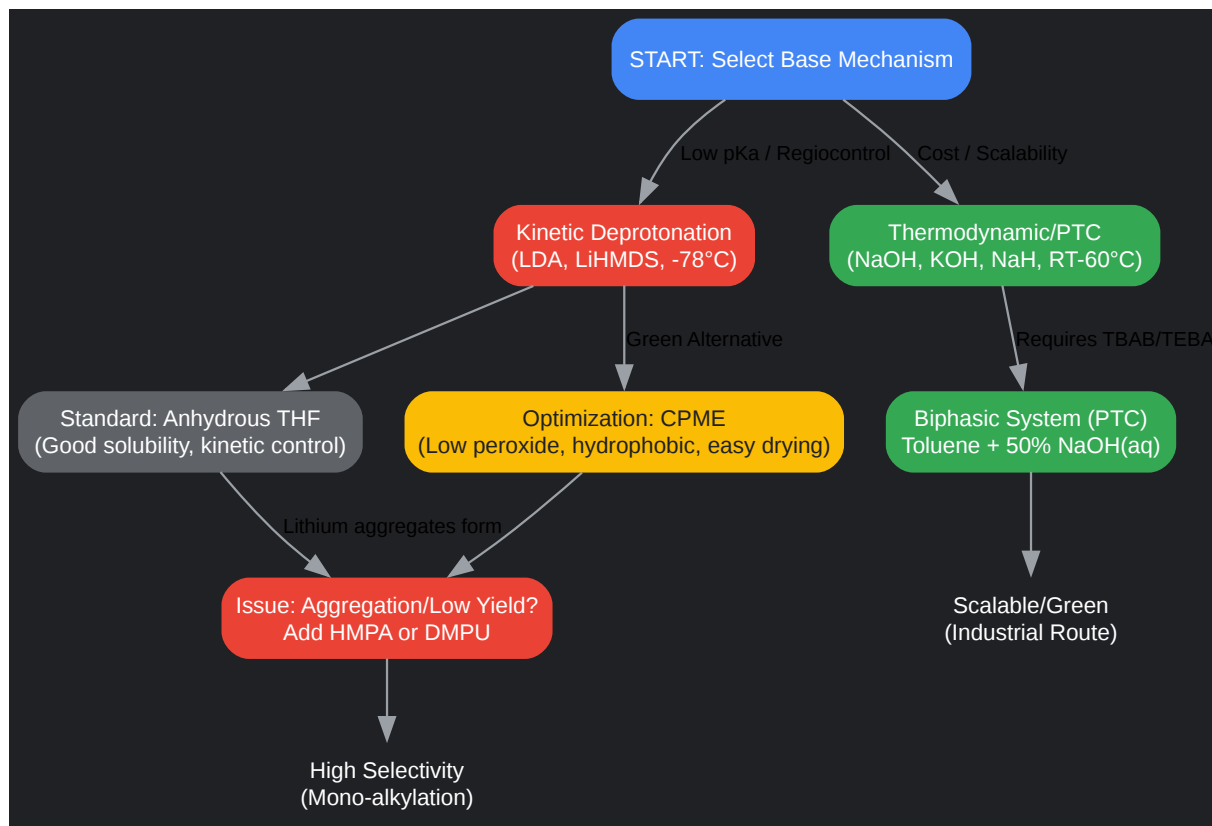 START: Select Base Mechanism
Low pKa / Regiocontrol
Cost / Scalability
Kinetic Deprotonation
(LDA, LiHMDS, -78°C)
Thermodynamic/PTC
(NaOH, KOH, NaH, RT-60°C)
Green Alternative
Requires TBAB/TEBA
Standard: Anhydrous THF
(Good solubility, kinetic control)
Optimization: CPME
(Low peroxide, hydrophobic, easy drying)
Biphasic System (PTC)
Toluene + 50% NaOH(aq)
Lithium aggregates form
Issue: Aggregation/Low Yield?
Add HMPA or DMPU
Scalable/Green
(Industrial Route)
High Selectivity
(Mono-alkylation)